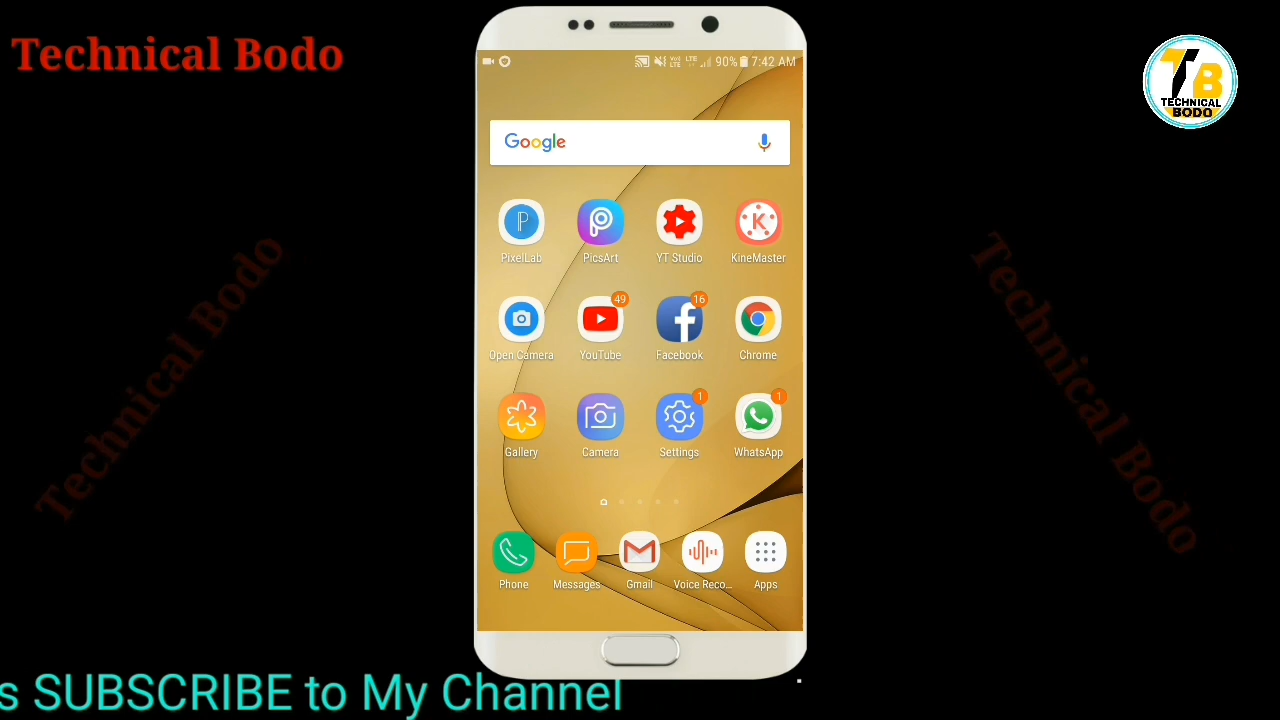 Technical Bodo
TB
TECHNICAL
BODO
LTE
90%
7:42 AM
Google
PixelLab
PicsArt
YT Studio
KineMaster
49
16
Open Camera
YouTube
Facebook
Chrome
1
1
Gallery
Camera
Settings
WhatsApp
Phone
Messages
Gmail
Voice Reco...
Apps
Technical Bodo
Technical Bodo
s SUBSCRIBE to My Channel